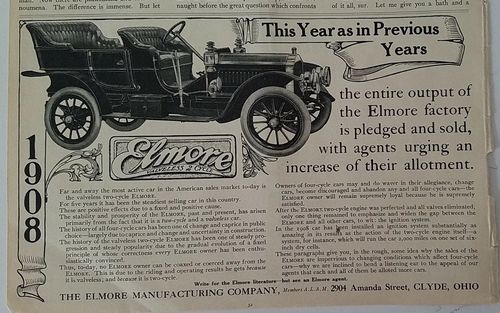 noumena. The difference is immense. But let
naught before the great question which confronts
of it all, sur. Let me give you a bath and a
This Year as in Previous
Years
the entire output of
the Elmore factory
is pledged and sold,
with agents urging an
increase of their allotment.
1908
Elmore
VALVELESS 2 CYCLE
Far and away the most active car in the American sales market to-day is
the valveless two-cycle ELMORE.
For five years it has been the steadiest selling car in this country.
These are positive effects due to a fixed and positive cause.
The stability and prosperity of the ELMORE, past and present, has arisen
primarily from the fact that it is a two-cycle and a valveless car.
The history of all four-cycle cars has been one of change and caprice in public
choice—largely due to caprice and change and uncertainty in construction.
The history of the valveless two-cycle ELMORE has been one of steady pro-
gression and steady popularity due to the gradual evolution of a fixed
principle of whose correctness every ELMORE owner has been enthu-
siastically convinced.
Thus, to-day, no ELMORE owner can be coaxed or coerced away from the
ELMORE. This is due to the riding and operating results he gets because
it is valveless; and because it is two-cycle.
Owners of four-cycle cars may and do waver in their allegiance, change
cars, become discouraged and abandon any and all four-cycle cars—the
ELMORE owner will remain supremely loyal because he is supremely
content.
After the ELMORE two-cycle engine was perfected and valves eliminated,
only one thing remained to emphasize and widen the gap between the
ELMORE and all other cars, to wit: the ignition system.
In the 1908 car has been installed an ignition system substantially as
amazing in its results as the action of the two-cycle engine itself—a
system, for instance, which will run the car 2,000 miles on one set of six-
inch dry cells.
These paragraphs give you, in the rough, some idea why the sales of the
ELMORE are impervious to changing conditions which affect four-cycle
cars—why we are inclined to bend a listening ear to the appeal of our
agents that each and all of them be allotted more cars.
Write for the Elmore literature—but see an Elmore agent.
THE ELMORE MANUFACTURING COMPANY, Members A.L.A.M. 2904 Amanda Street, CLYDE, OHIO